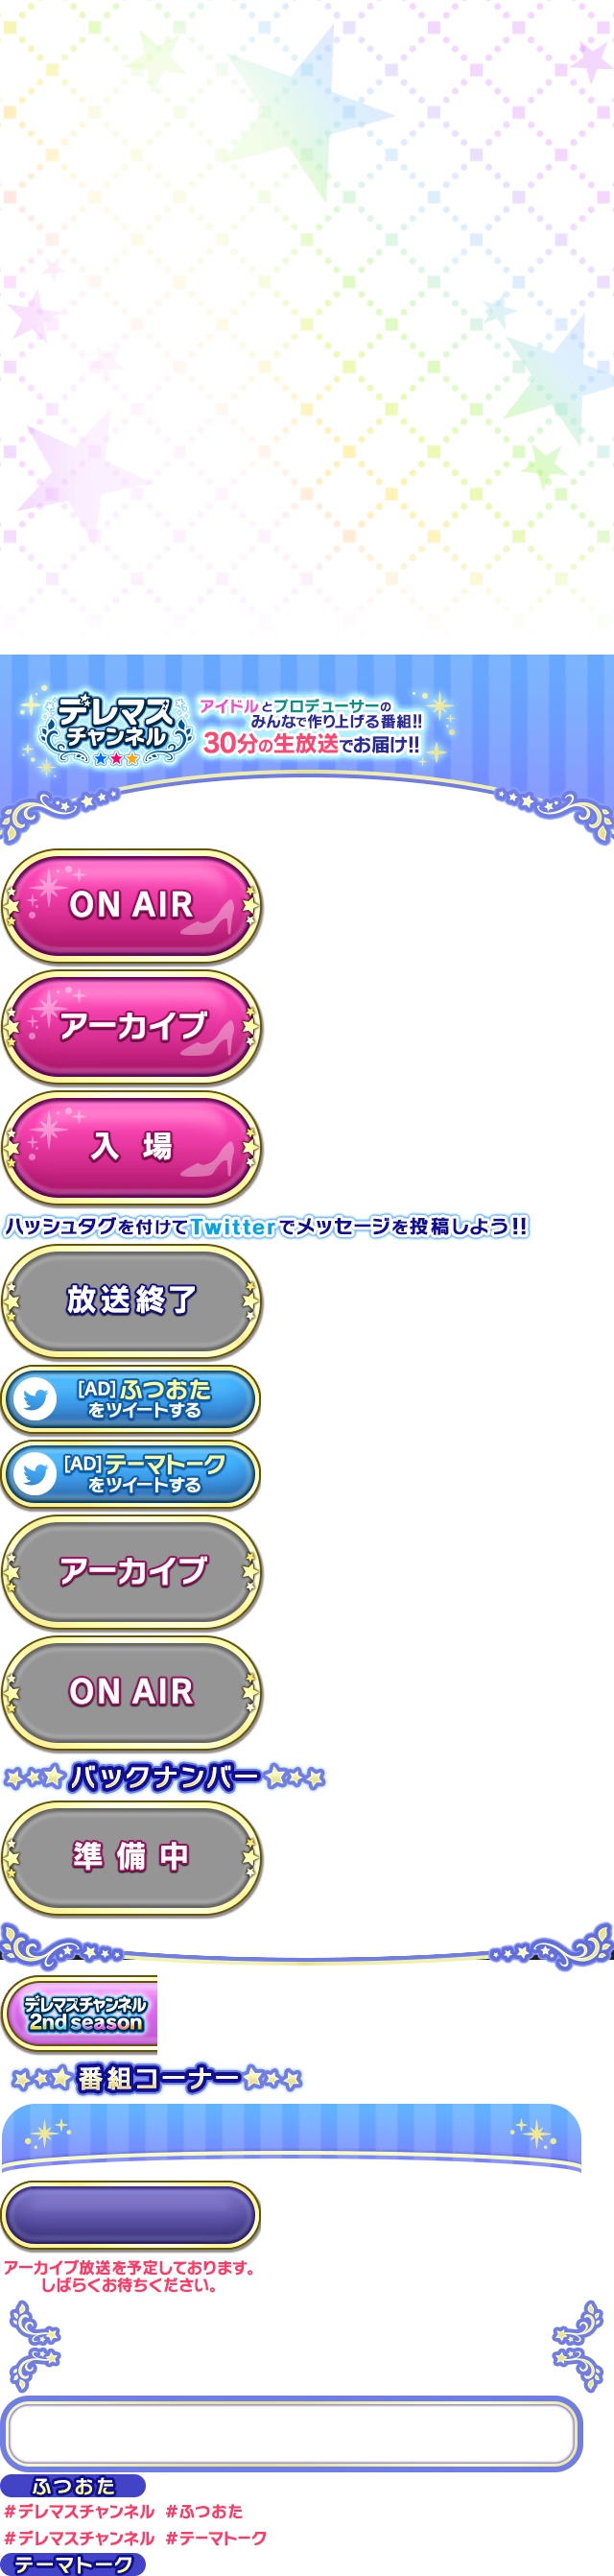 デレマス
チャンネル
アイドルとプロデューサーの
みんなで作り上げる番組!!
30分の生放送でお届け!!
ON AIR
アーカイブ
入 場
ハッシュタグを付けてTwitterでメッセージを投稿しよう!!
放送終了
[AD]ふつおた
をツイートする
[AD]テーマトーク
をツイートする
アーカイブ
ON AIR
バックナンバー
準備中
デレマスチャンネル
2nd season
番組コーナー
アーカイブ放送を予定しております。
しばらくお待ちください。
ふつおた
#デレマスチャンネル #ふつおた
#デレマスチャンネル #テーマトーク
テーマトーク